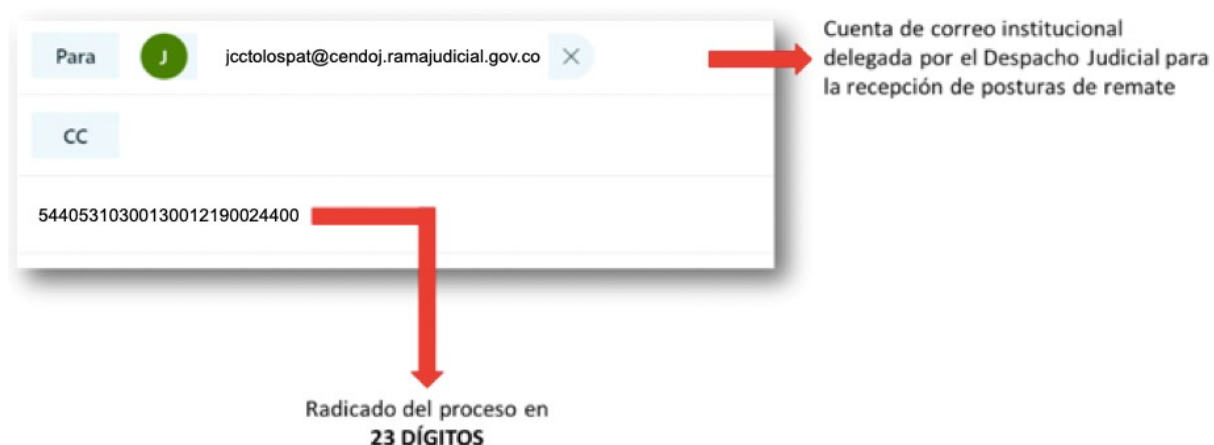 Para
J
jcctolospat@cendoj.ramajudicial.gov.co
Cuenta de correo institucional
delegada por el Despacho Judicial para
la recepción de posturas de remate
CC
54405310300130012190024400
Radicado del proceso en
23 DÍGITOS